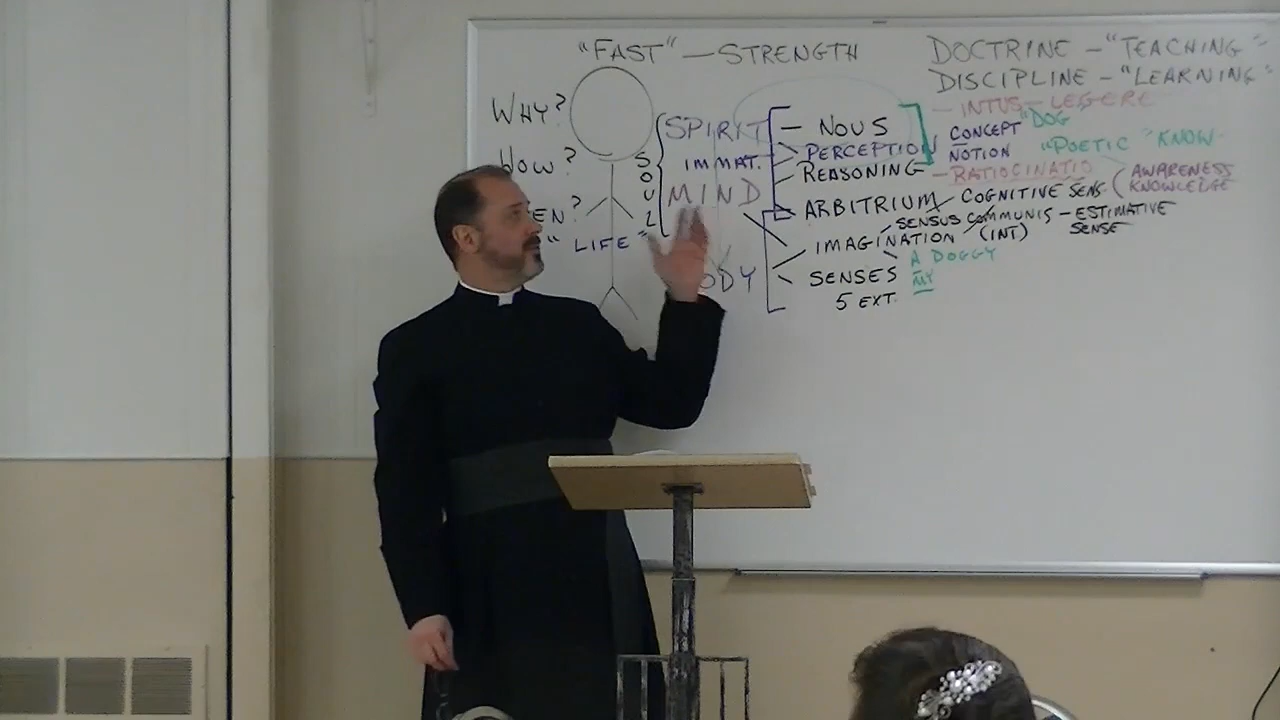 "FAST" — STRENGTH
DOCTRINE - "TEACHING"
DISCIPLINE - "LEARNING"
- INTUS - LEGERE
WHY?
HOW?
EN?
"LIFE"
SOUL
SPIRIT
IMMAT.
MIND
ODY
- NOUS
PERCEPTION
REASONING
CONCEPT "DOG
NOTION
"POETIC" KNOW-
- RATIOCINATIO
AWARENESS
KNOWLEDGE
ARBITRIUM
COGNITIVE SENS.
SENSUS COMMUNIS - ESTIMATIVE
SENSE
IMAGINATION (INT)
A DOGGY
SENSES
MY
5 EXT.